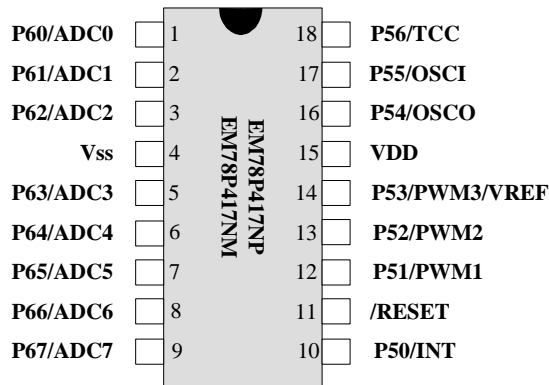 P60/ADC0 1 18 P56/TCC
P61/ADC1 2 17 P55/OSCI
P62/ADC2 3 16 P54/OSCO
Vss 4 15 VDD
P63/ADC3 5 14 P53/PWM3/VREF
P64/ADC4 6 13 P52/PWM2
P65/ADC5 7 12 P51/PWM1
P66/ADC6 8 11 /RESET
P67/ADC7 9 10 P50/INT
EM78P417NP
EM78P417NM